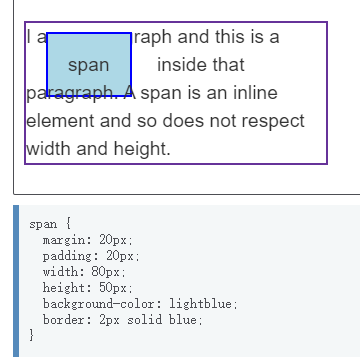 I a raph and this is a
span inside that
paragraph. A span is an inline
element and so does not respect
width and height.
span {
margin: 20px;
padding: 20px;
width: 80px;
height: 50px;
background-color: lightblue;
border: 2px solid blue;
}